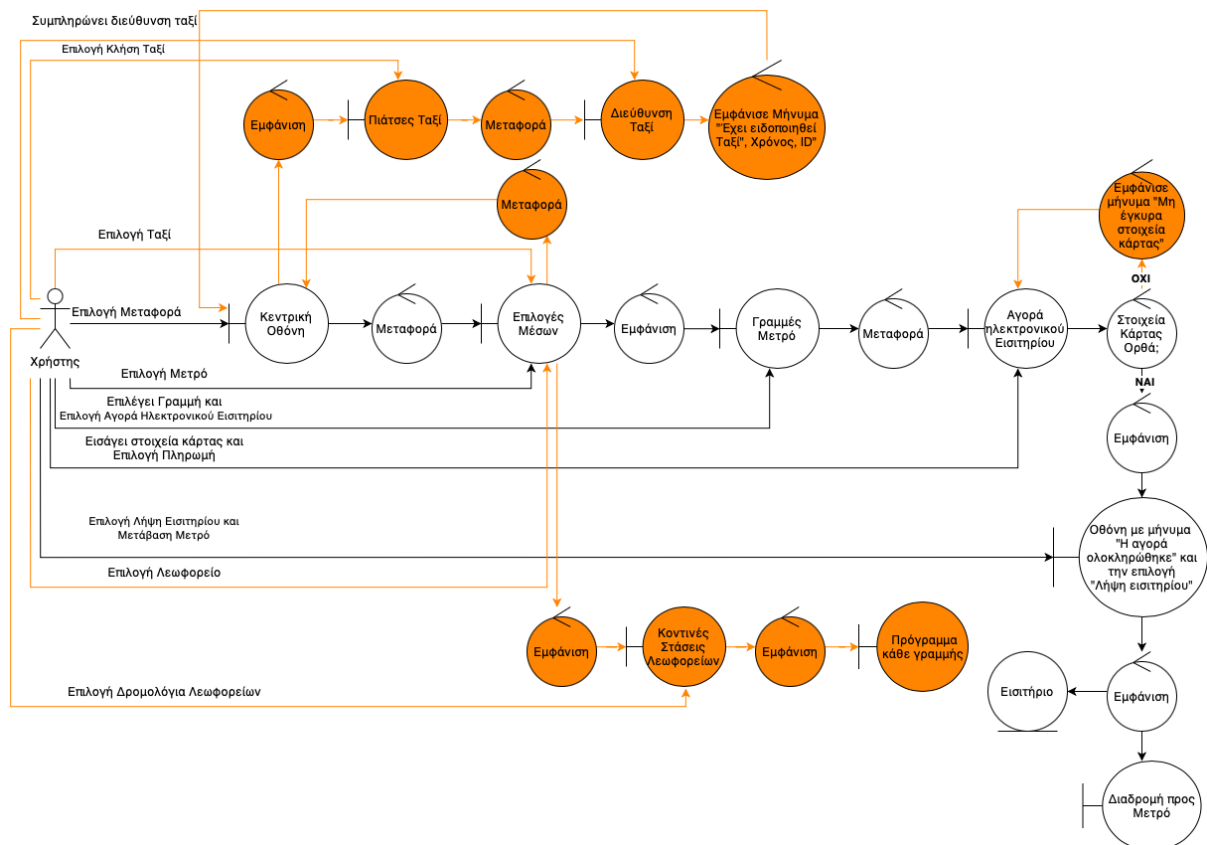 Συμπληρώνει διεύθυνση ταξί
Επιλογή Κλήση Ταξί
Εμφάνιση
Πιάτσες Ταξί
Μεταφορά
Διεύθυνση
Ταξί
Εμφάνισε Μήνυμα
"Έχει ειδοποιηθεί
Ταξί", Χρόνος, ID"
Μεταφορά
Εμφάνισε
μήνυμα "Μη
έγκυρα
στοιχεία
κάρτας"
Επιλογή Ταξί
ΟΧΙ
Επιλογή Μεταφορά
Χρήστης
Κεντρική
Οθόνη
Μεταφορά
Επιλογές
Μέσων
Εμφάνιση
Γραμμές
Μετρό
Μεταφορά
Αγορά
ηλεκτρονικού
Εισιτηρίου
Στοιχεία
Κάρτας
Ορθά;
ΝΑΙ
Επιλογή Μετρό
Επιλέγει Γραμμή και
Επιλογή Αγορά Ηλεκτρονικού Εισιτηρίου
Εισάγει στοιχεία κάρτας και
Επιλογή Πληρωμή
Εμφάνιση
Επιλογή Λήψη Εισιτηρίου και
Μετάβαση Μετρό
Οθόνη με μήνυμα
"Η αγορά
ολοκληρώθηκε" και
την επιλογή
"Λήψη εισιτηρίου"
Επιλογή Λεωφορείο
Εμφάνιση
Κοντινές
Στάσεις
Λεωφορείων
Εμφάνιση
Πρόγραμμα
κάθε γραμμής
Επιλογή Δρομολόγια Λεωφορείων
Εισιτήριο
Εμφάνιση
Διαδρομή προς
Μετρό